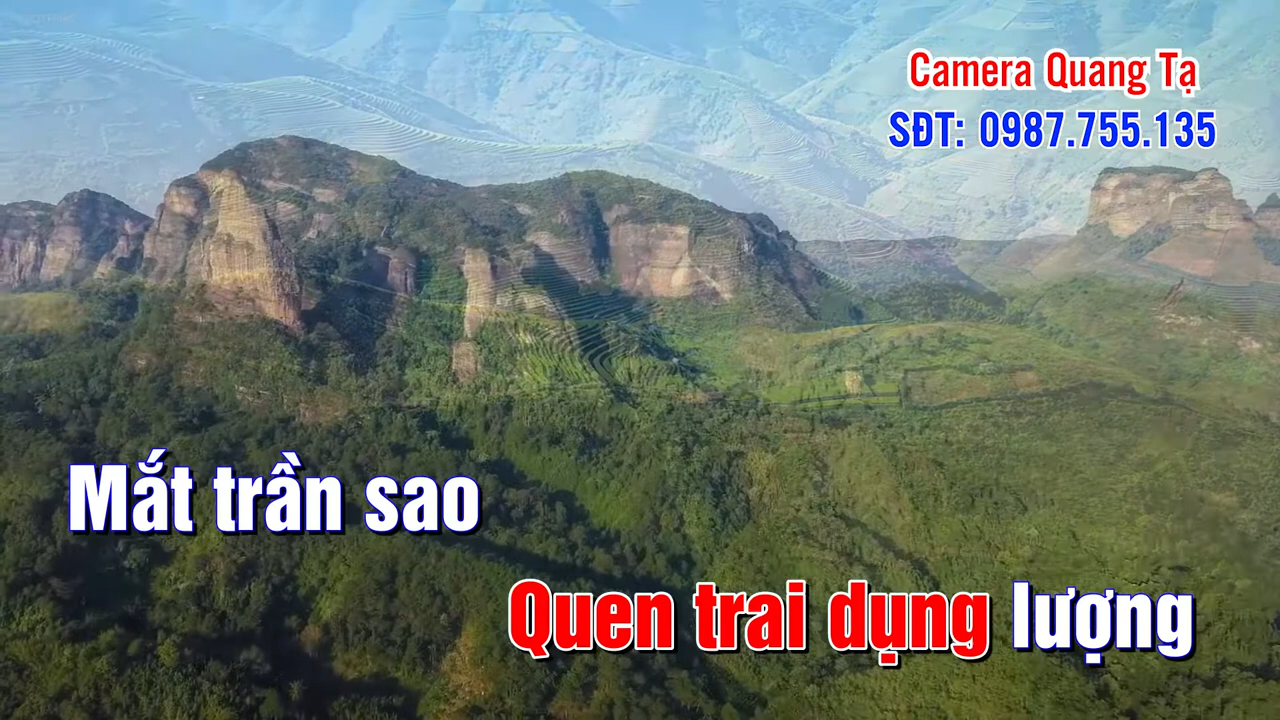 Camera Quang Tạ
SĐT: 0987.755.135
Mắt trần sao
Quen trai dụng lượng